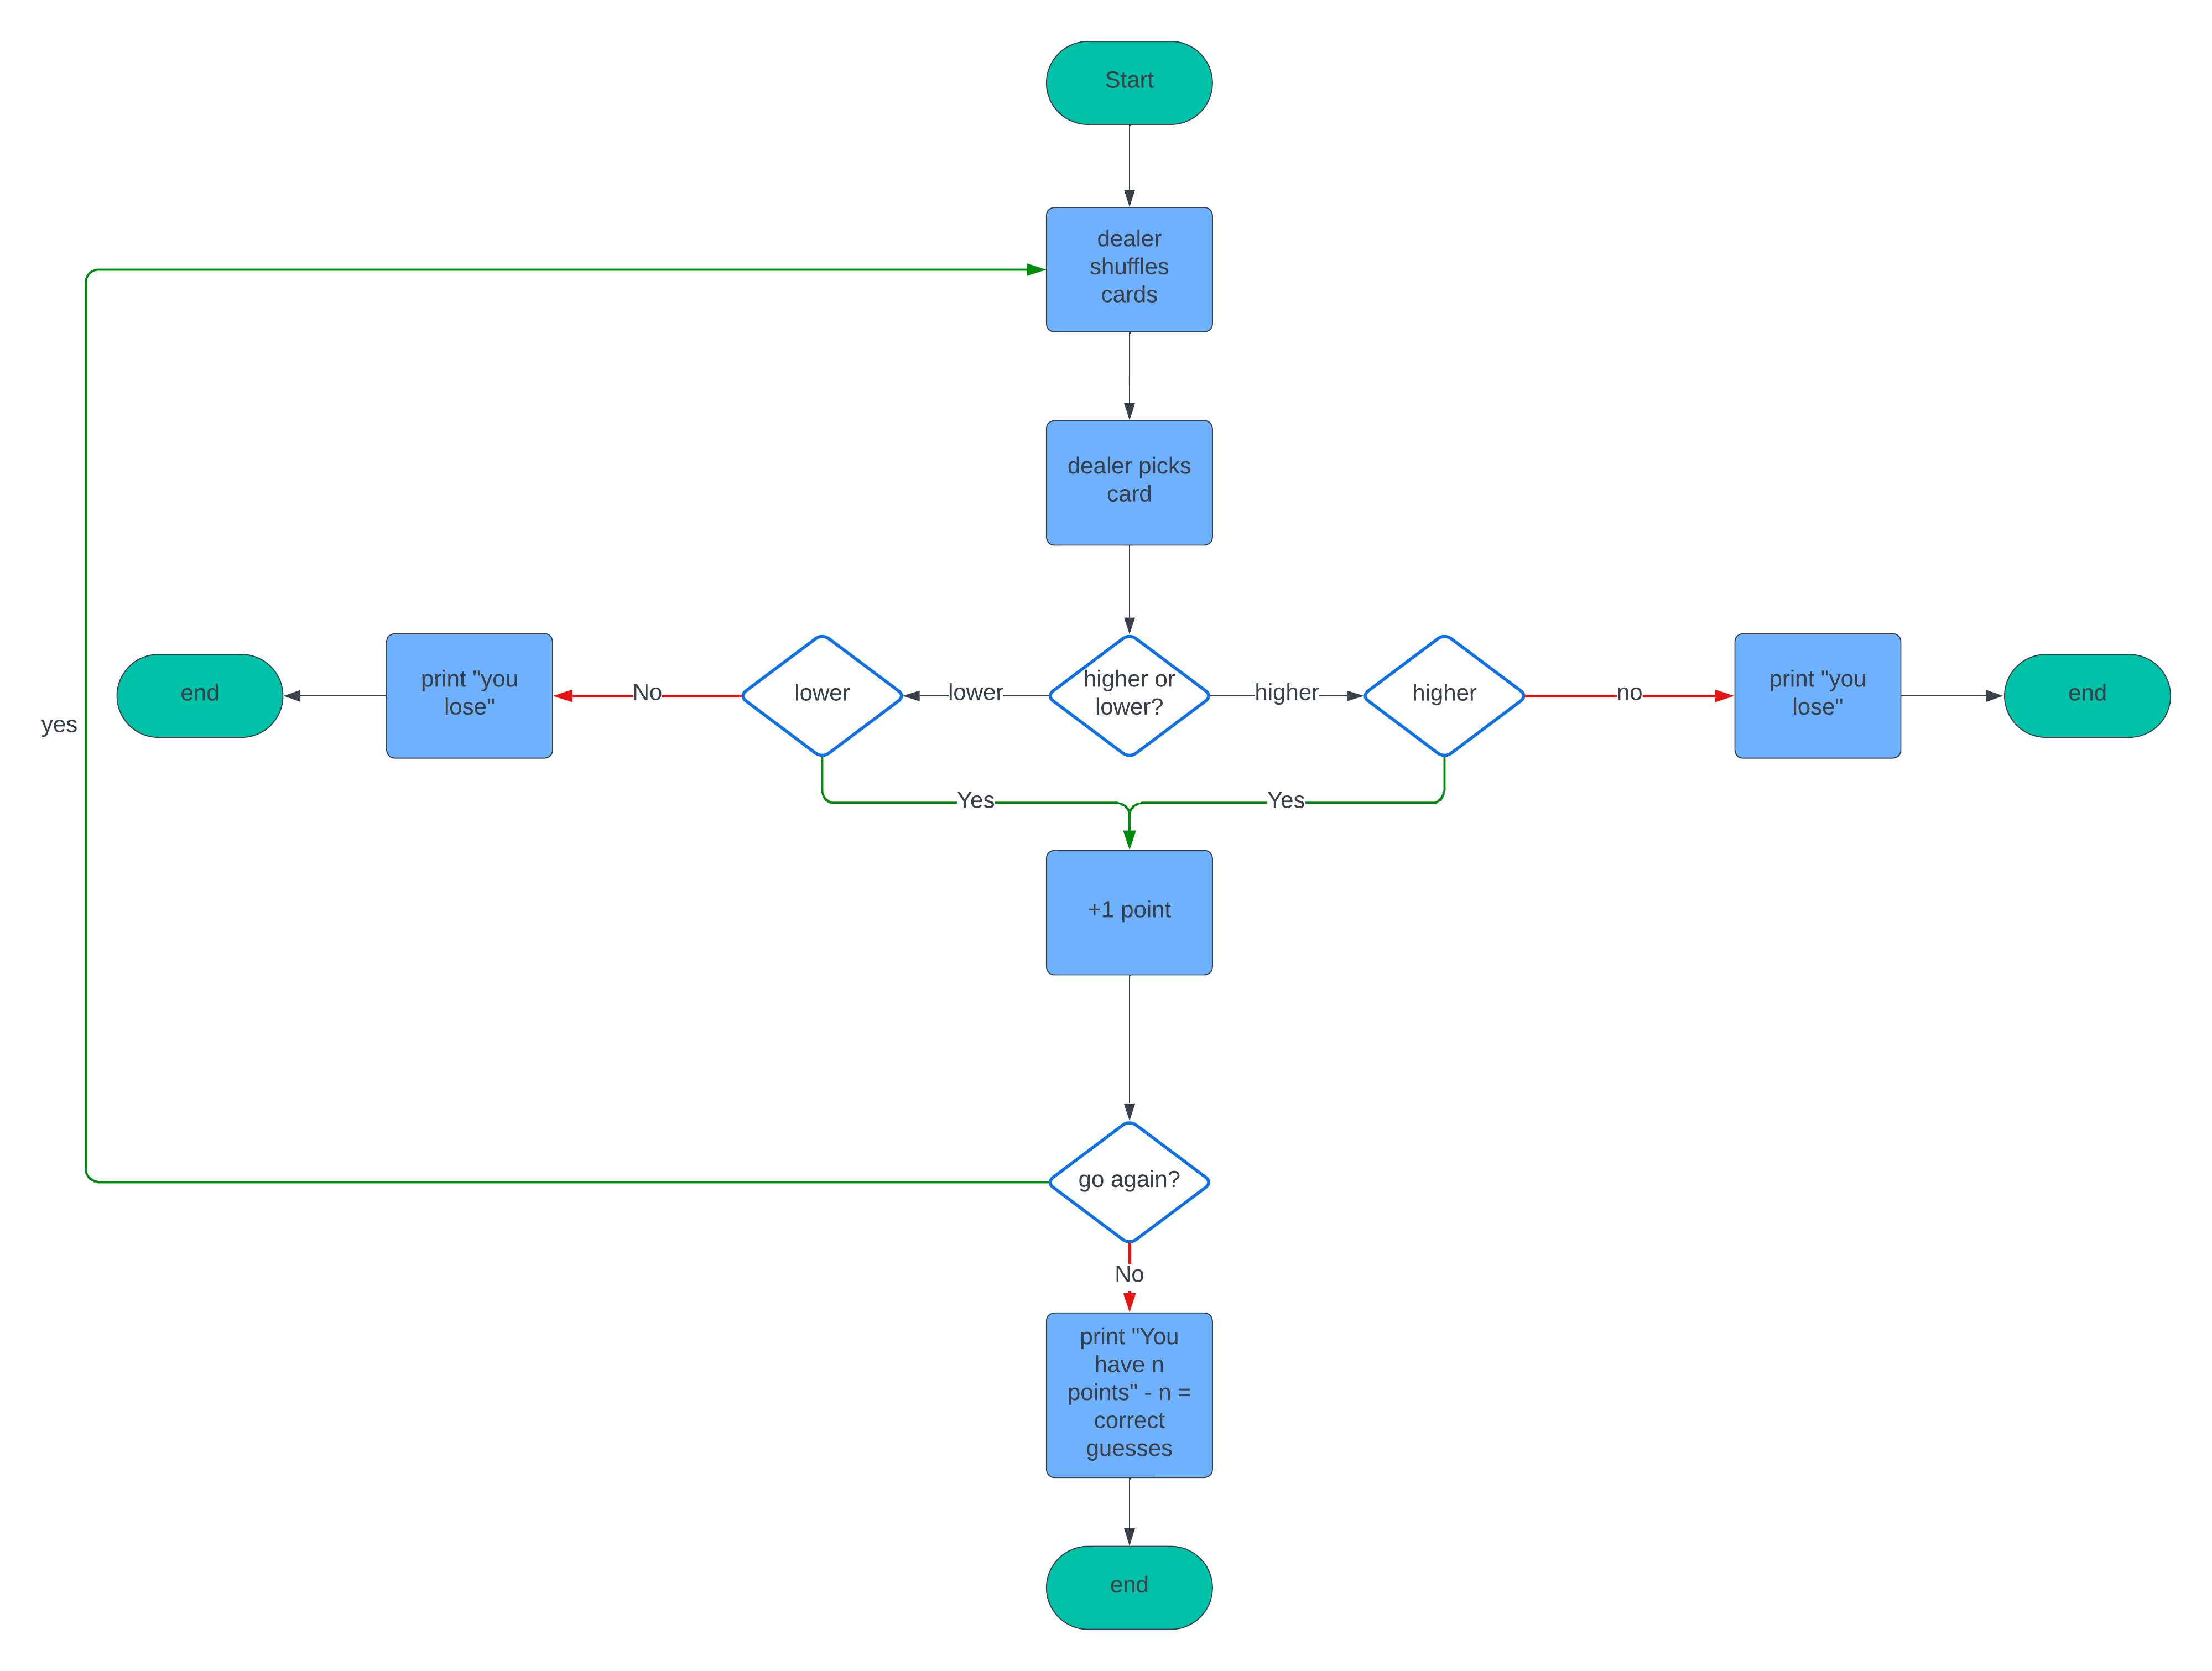 Start
dealer
shuffles
cards
dealer picks
card
end
print "you
lose"
No
lower
lower
higher or
lower?
higher
higher
no
print "you
lose"
end
yes
Yes
Yes
+1 point
go again?
No
print "You
have n
points" - n =
correct
guesses
end